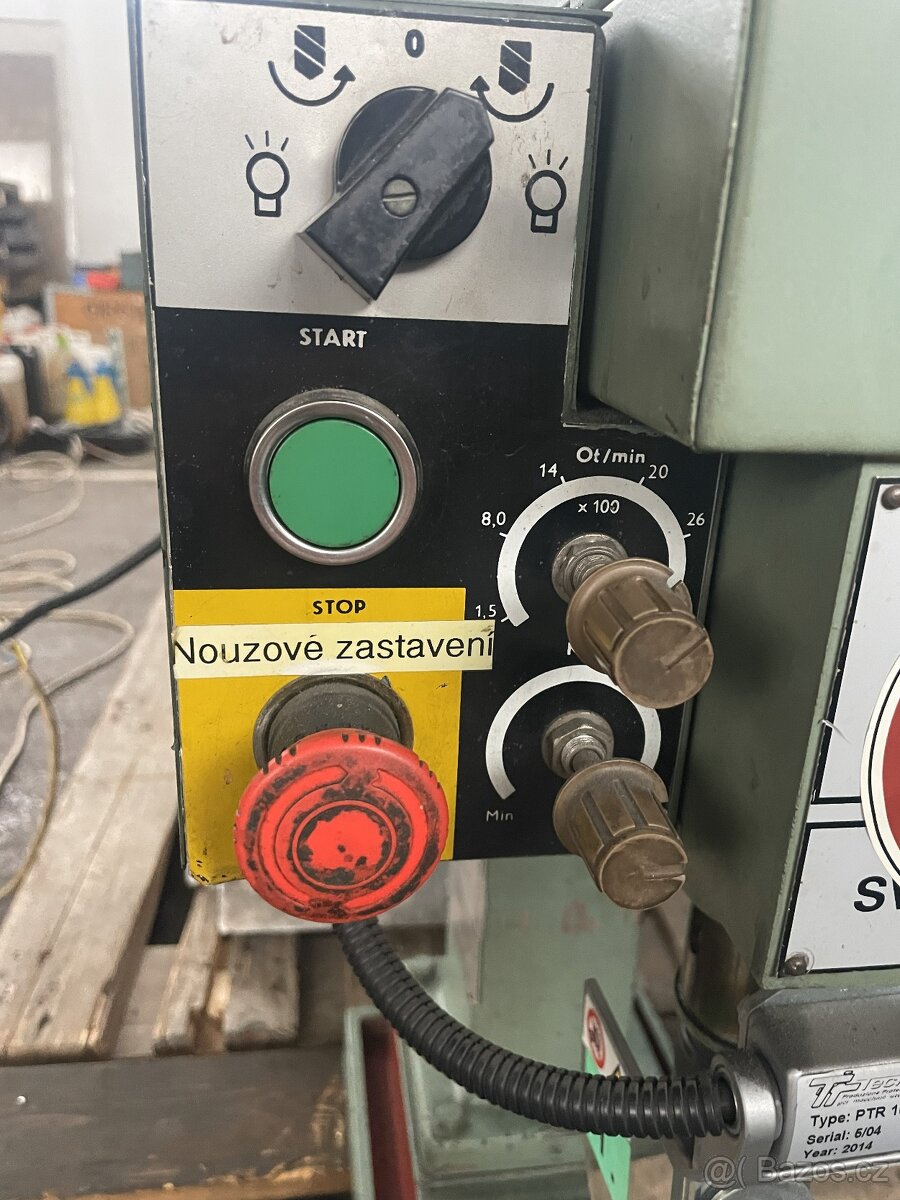 0
START
Ot/min
14
20
x 100
8,0
26
1,5
STOP
Nouzové zastavení
Min
Type: PTR
Serial: 5/04
Year: 2014
@( Bazos.cz